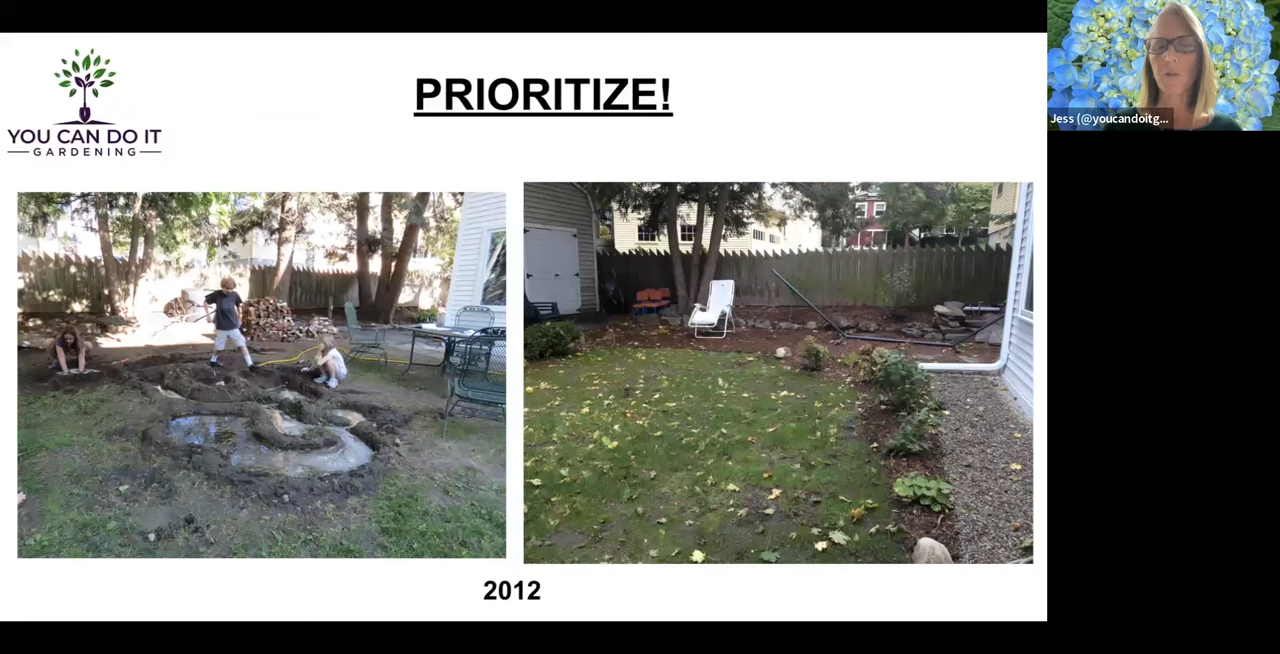 YOU CAN DO IT
GARDENING
PRIORITIZE!
2012
Jess (@youcandoitg...